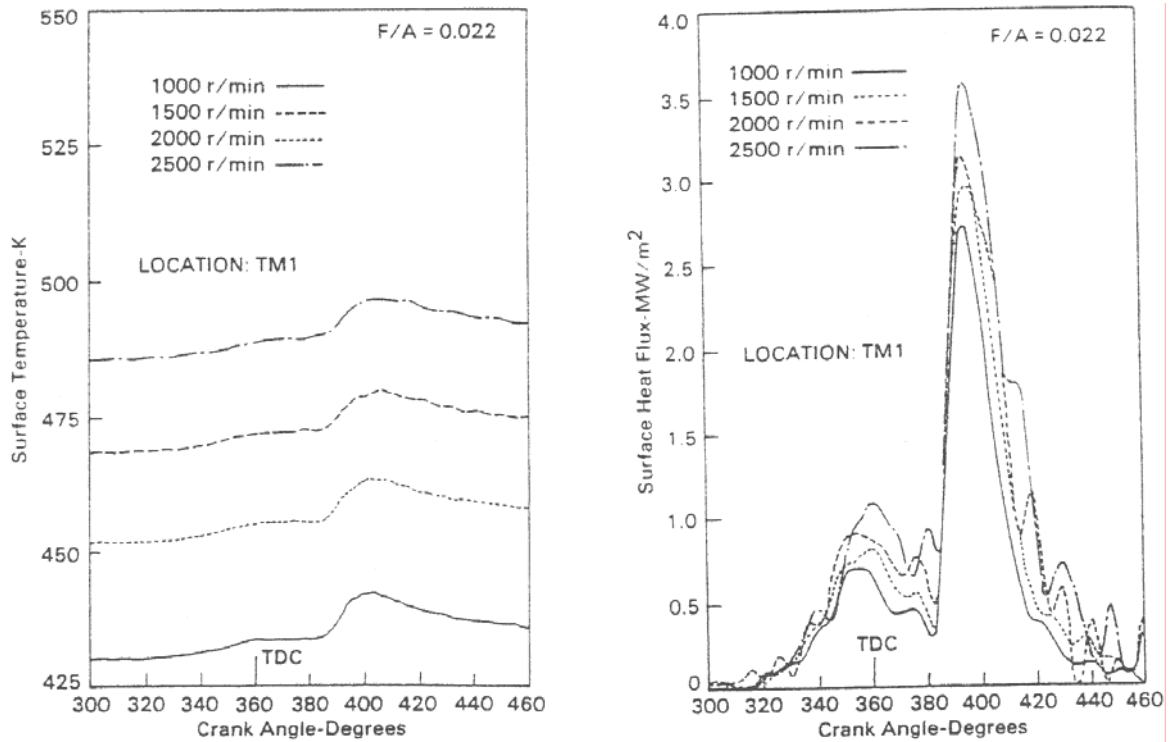 550
525
500
475
450
425
Surface Temperature-K
F/A = 0.022
1000 r/min
1500 r/min
2000 r/min
2500 r/min
LOCATION: TM1
TDC
300 320 340 360 380 400 420 440 460
Crank Angle-Degrees
4.0
3.5
3.0
2.5
2.0
1.5
1.0
0.5
0
Surface Heat Flux-MW/m²
F/A = 0.022
1000 r/min
1500 r/min
2000 r/min
2500 r/min
LOCATION: TM1
TDC
300 320 340 360 380 400 420 440 460
Crank Angle-Degrees